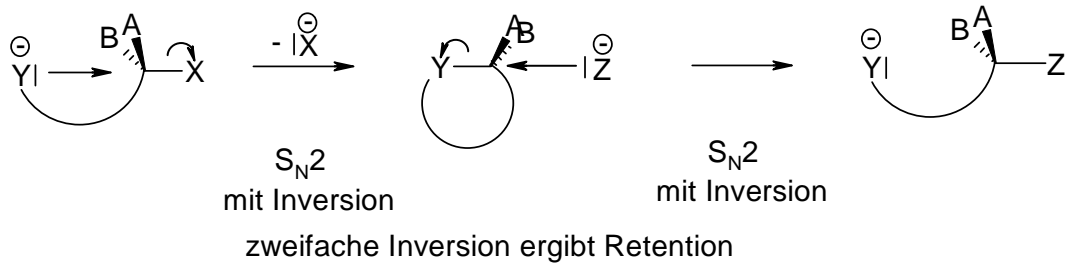 ⊖ B A ⊖ A B ⊖ ⊖ B A
Y| X - |X Y |Z Y| Z
S_N2 S_N2
mit Inversion mit Inversion
zweifache Inversion ergibt Retention